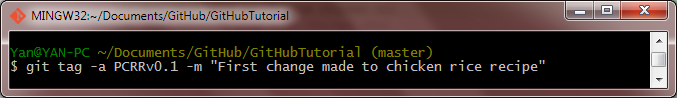 MINGW32:~/Documents/GitHub/GitHubTutorial
Yan@YAN-PC ~/Documents/GitHub/GitHubTutorial (master)
$ git tag -a PCRRv0.1 -m "First change made to chicken rice recipe"